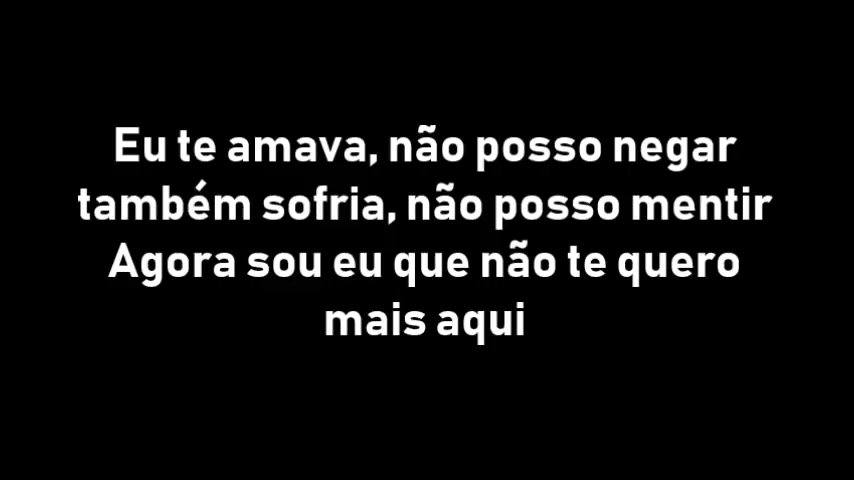 Eu te amava, não posso negar
também sofria, não posso mentir
Agora sou eu que não te quero
mais aqui